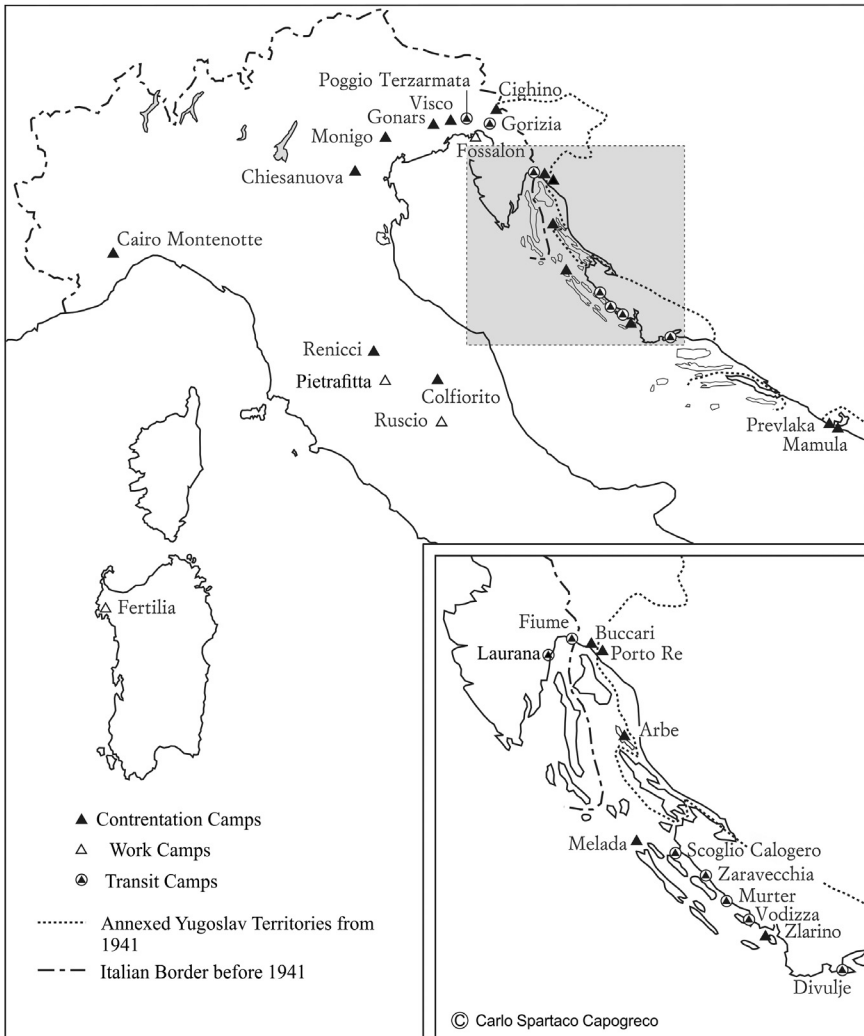 Poggio Terzarmata
Cighino
Visco
Gonars
Gorizia
Monigo
Fossalon
Chiesanuova
Cairo Montenotte
Renicci
Pietrafitta
Colfiorito
Ruscio
Prevlaka
Mamula
Fertilia
Fiume
Buccari
Laurana
Porto Re
Arbe
Melada
Scoglio Calogero
Zaravecchia
Murter
Vodizza
Zlarino
Divulje
Contrentation Camps
Work Camps
Transit Camps
Annexed Yugoslav Territories from
1941
Italian Border before 1941
© Carlo Spartaco Capogreco